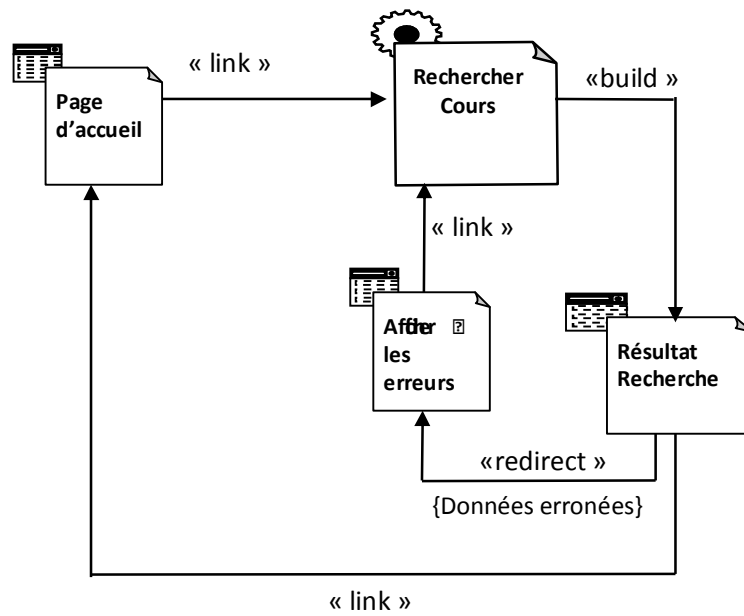 « link »
Page
d'accueil
Rechercher
Cours
«build »
« link »
les
erreurs
Résultat
Recherche
«redirect »
{Données erronées}
« link »